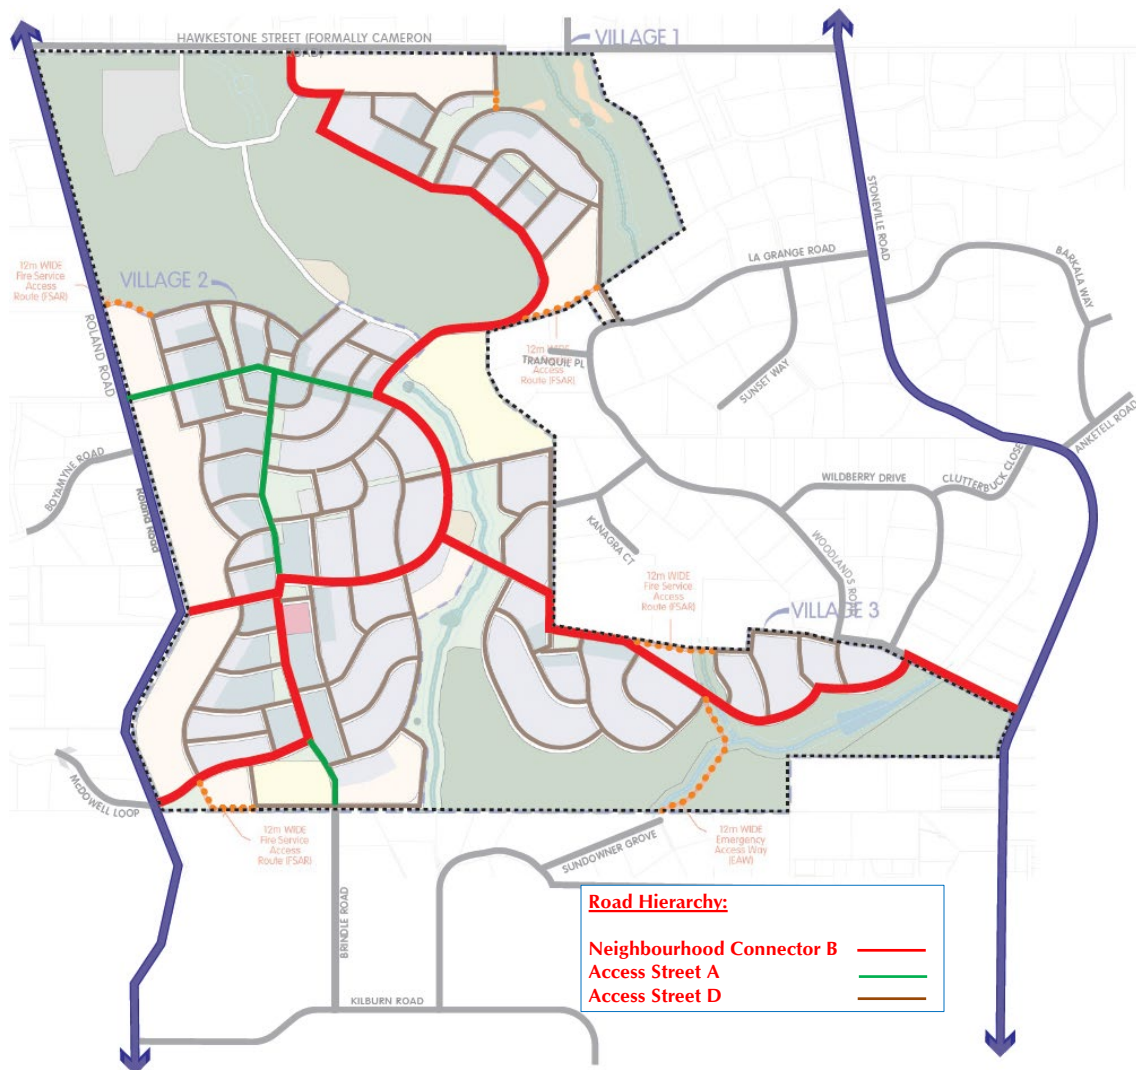 HAWKESTONE STREET (FORMALLY CAMERON
ROAD)
VILLAGE 1
STONEVILLE ROAD
LA GRANGE ROAD
BARKALA WAY
12m WIDE
Fire Service
Access
Route (FSAR)
VILLAGE 2
ROLAND ROAD
12m WIDE
TRANQUIL PL
Access
Route (FSAR)
SUNSET WAY
ANKETELL ROAD
BOYAMYNE ROAD
Roland Road
WILDBERRY DRIVE
CLUTTERBUCK CLOSE
KANAGRA CT
WOODLANDS ROAD
12m WIDE
Fire Service
Access
Route (FSAR)
VILLAGE 3
McDOWELL LOOP
12m WIDE
Fire Service
Access
Route (FSAR)
SUNDOWNER GROVE
12m WIDE
Emergency
Access Way
(EAW)
BRINDLE ROAD
KILBURN ROAD
Road Hierarchy:
Neighbourhood Connector B
Access Street A
Access Street D